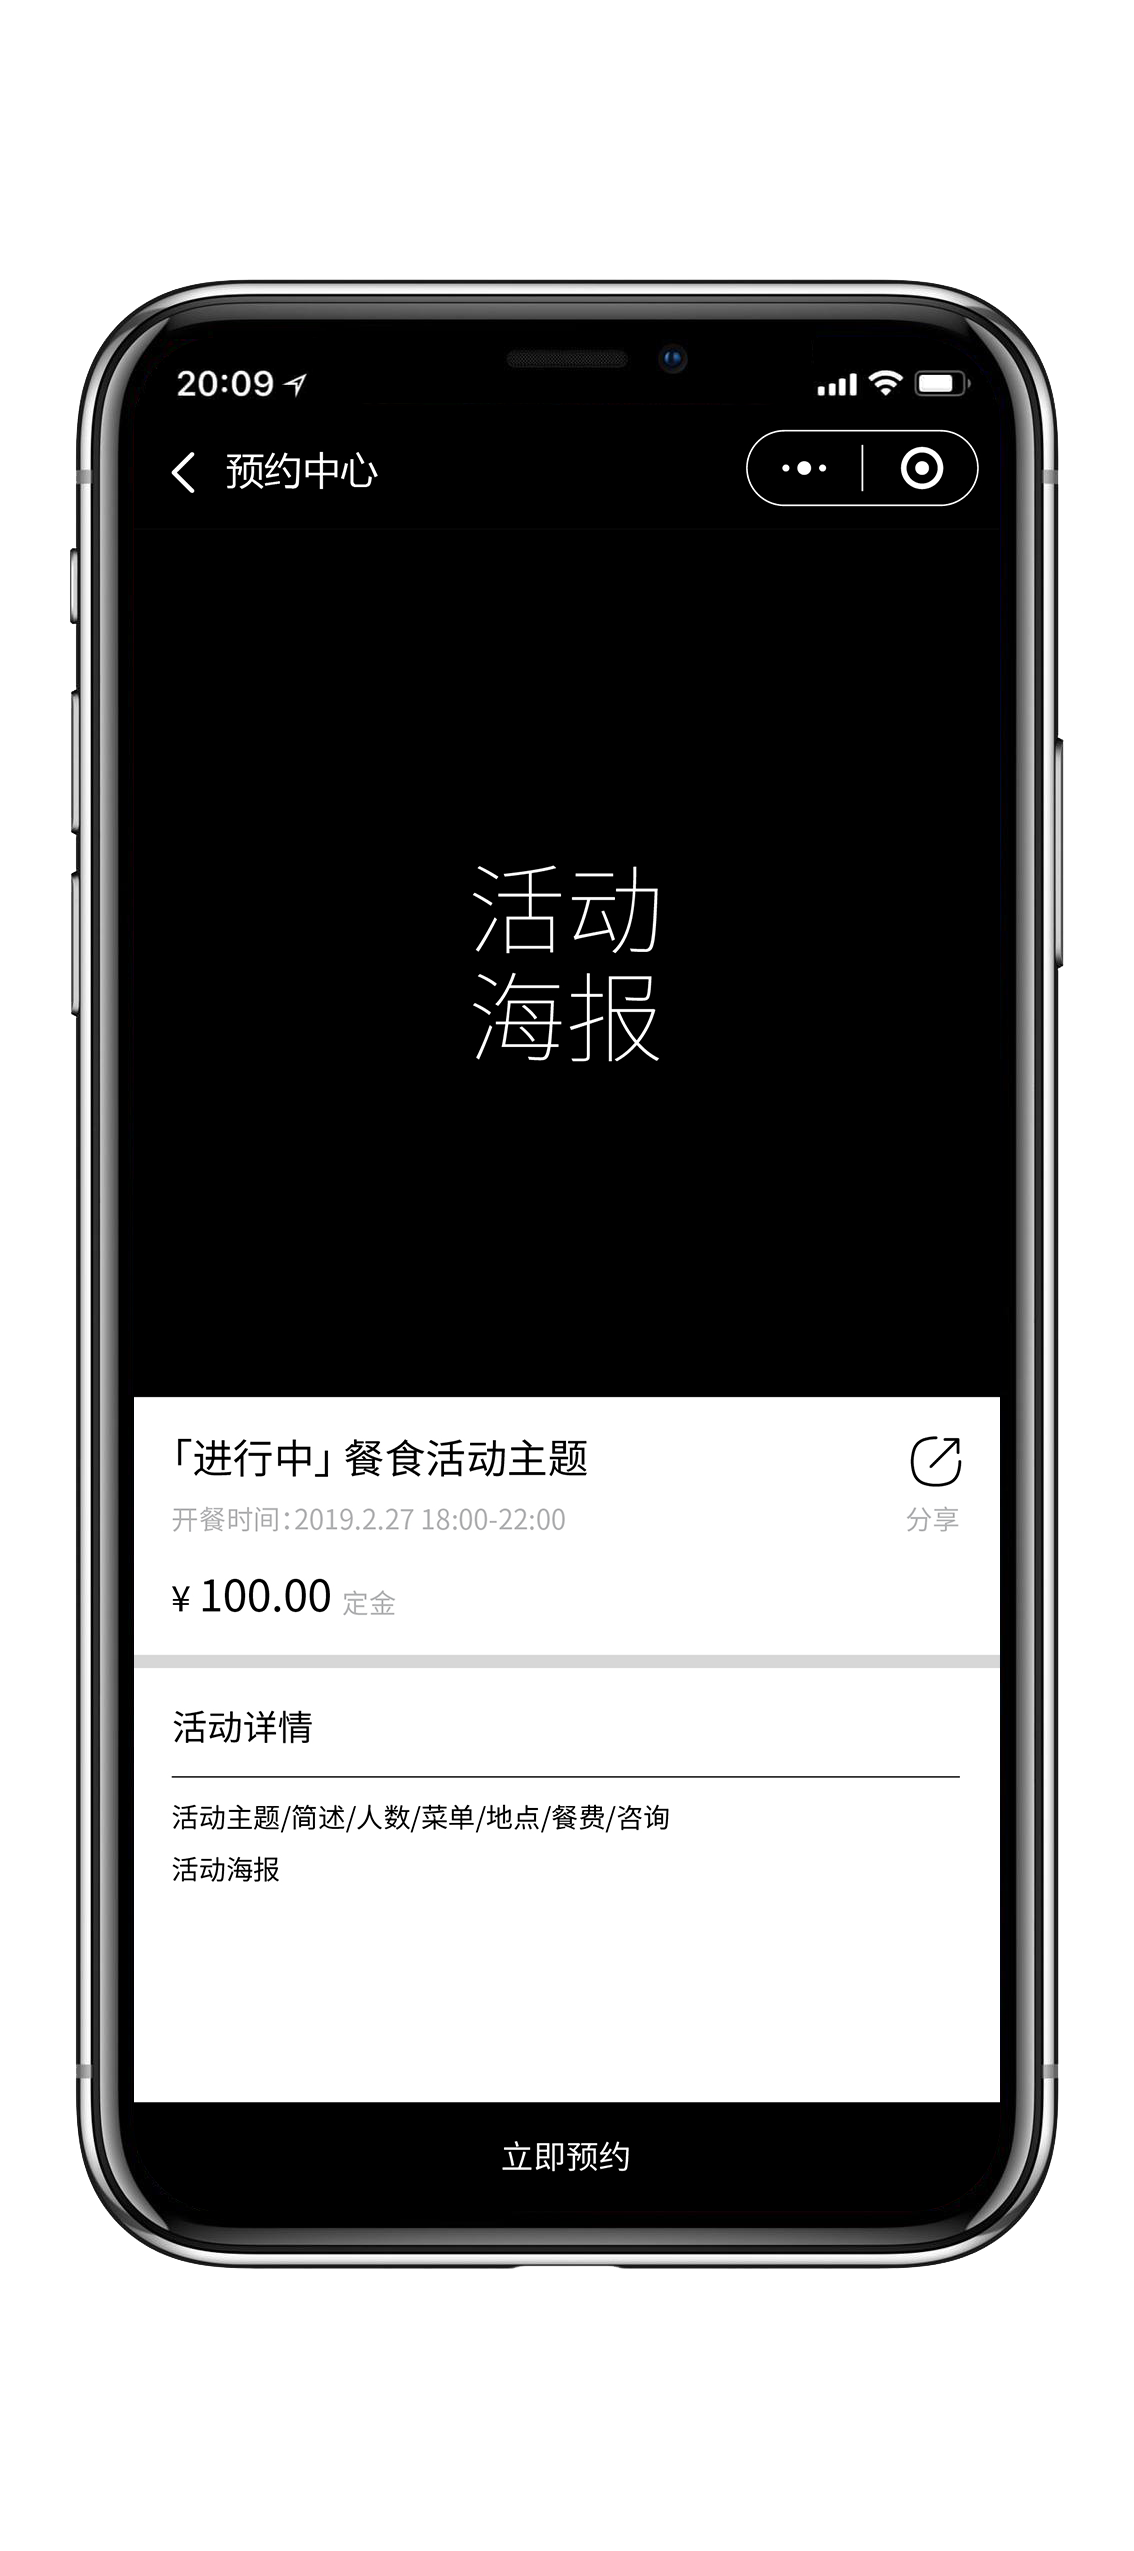 20:09
预约中心
活动
海报
「进行中」餐食活动主题
开餐时间:2019.2.27 18:00-22:00
分享
¥ 100.00 定金
活动详情
活动主题/简述/人数/菜单/地点/餐费/咨询
活动海报
立即预约